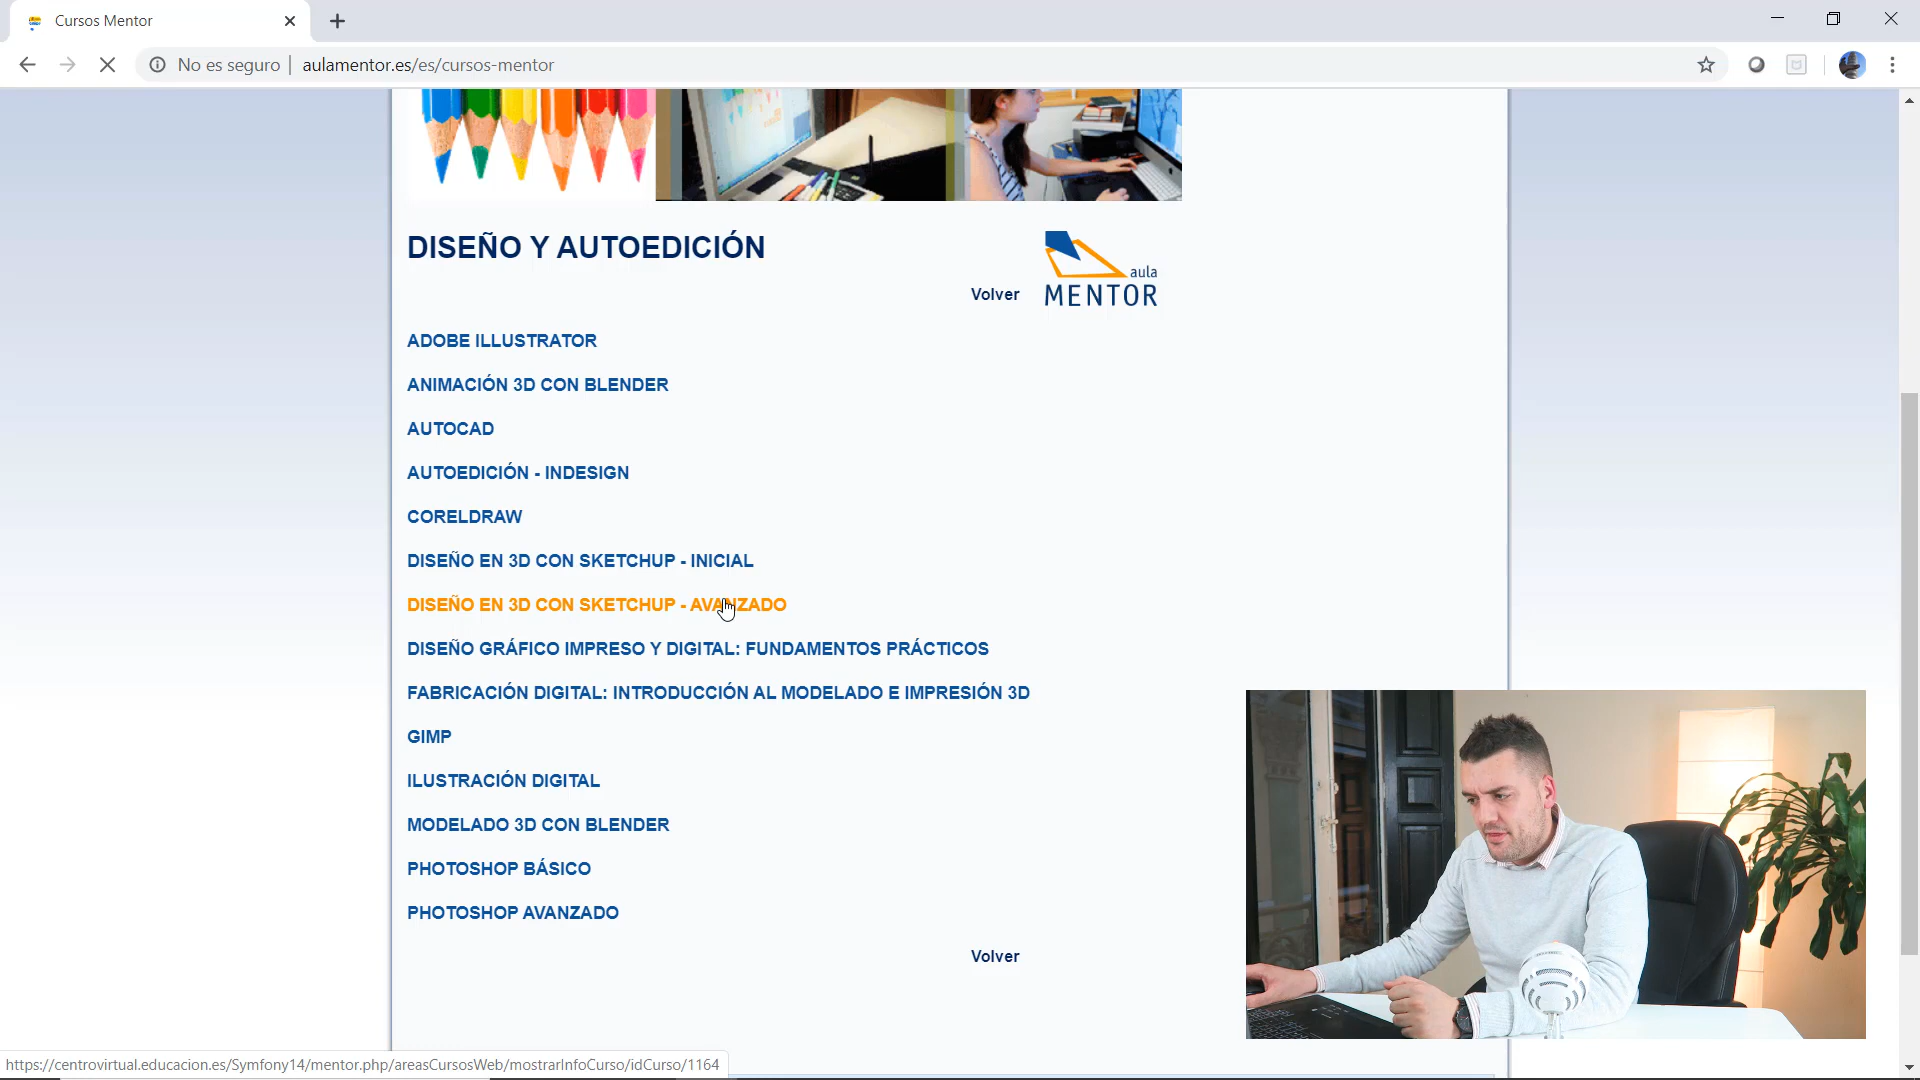 Cursos Mentor
No es seguro | aulamentor.es/es/cursos-mentor
DISEÑO Y AUTOEDICIÓN
Volver
aula
MENTOR
ADOBE ILLUSTRATOR
ANIMACIÓN 3D CON BLENDER
AUTOCAD
AUTOEDICIÓN - INDESIGN
CORELDRAW
DISEÑO EN 3D CON SKETCHUP - INICIAL
DISEÑO EN 3D CON SKETCHUP - AVANZADO
DISEÑO GRÁFICO IMPRESO Y DIGITAL: FUNDAMENTOS PRÁCTICOS
FABRICACIÓN DIGITAL: INTRODUCCIÓN AL MODELADO E IMPRESIÓN 3D
GIMP
ILUSTRACIÓN DIGITAL
MODELADO 3D CON BLENDER
PHOTOSHOP BÁSICO
PHOTOSHOP AVANZADO
Volver
https://centrovirtual.educacion.es/Symfony14/mentor.php/areasCursosWeb/mostrarInfoCurso/idCurso/1164